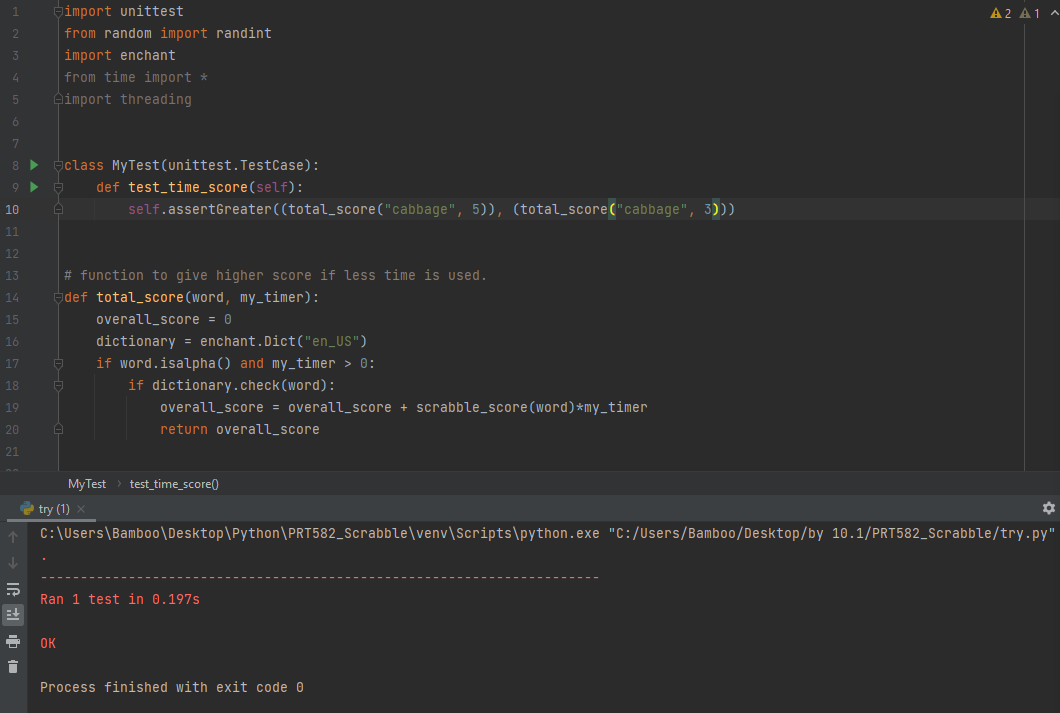 ⚠ 2 ⚠ 1
1 import unittest
2 from random import randint
3 import enchant
4 from time import *
5 import threading
6
7
8 class MyTest(unittest.TestCase):
9 def test_time_score(self):
10 self.assertGreater((total_score("cabbage", 5)), (total_score("cabbage", 3)))
11
12
13 # function to give higher score if less time is used.
14 def total_score(word, my_timer):
15 overall_score = 0
16 dictionary = enchant.Dict("en_US")
17 if word.isalpha() and my_timer > 0:
18 if dictionary.check(word):
19 overall_score = overall_score + scrabble_score(word)*my_timer
20 return overall_score
21
MyTest › test_time_score()
try (1) ×
C:\Users\Bamboo\Desktop\Python\PRT582_Scrabble\venv\Scripts\python.exe "C:/Users/Bamboo/Desktop/by 10.1/PRT582_Scrabble/try.py"
.
----------------------------------------------------------------------
Ran 1 test in 0.197s
OK
Process finished with exit code 0